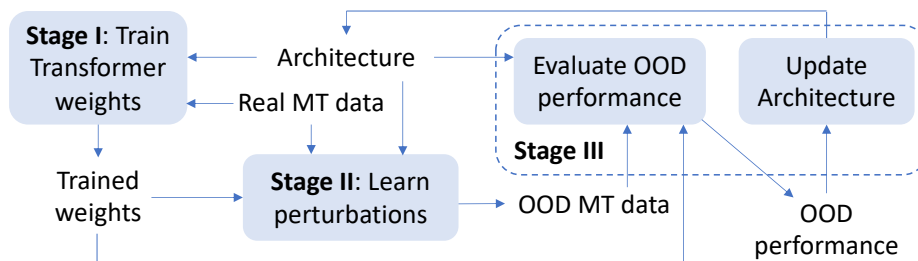 Stage I: Train
Transformer
weights
Architecture
Real MT data
Evaluate OOD
performance
Update
Architecture
Stage III
Trained
weights
Stage II: Learn
perturbations
OOD MT data
OOD
performance